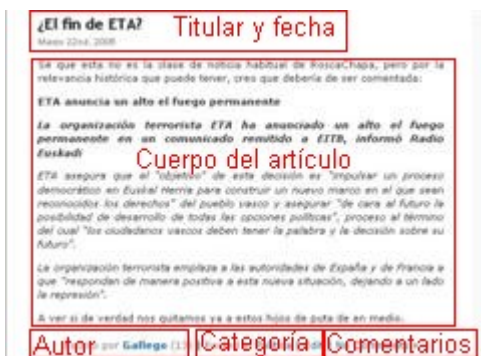 ¿El fin de ETA? Titular y fecha
Marzo 22nd, 2006
Sé que esta no es la clase de noticia habitual de RoscaChapa, pero por la
relevancia histórica que puede tener, creo que debería de ser comentada:
ETA anuncia un alto el fuego permanente
La organización terrorista ETA ha anunciado un alto el fuego
permanente en un comunicado remitido a EITB, informó Radio
Euskadi
Cuerpo del artículo
ETA asegura que el "objetivo" de esta decisión es "impulsar un proceso
democrático en Euskal Herria para construir un nuevo marco en el que sean
reconocidos los derechos" del pueblo vasco y asegurar "de cara al futuro la
posibilidad de desarrollo de todas las opciones políticas", proceso al término
del cual "los ciudadanos vascos deben tener la palabra y la decisión sobre su
futuro".
La organización terrorista emplaza a las autoridades de España y de Francia a
que "respondan de manera positiva a esta nueva situación, dejando a un lado
la represión".
A ver si de verdad nos quitamos ya a estos hijos de puta de en medio.
Autor por Gallego Categoría Comentarios